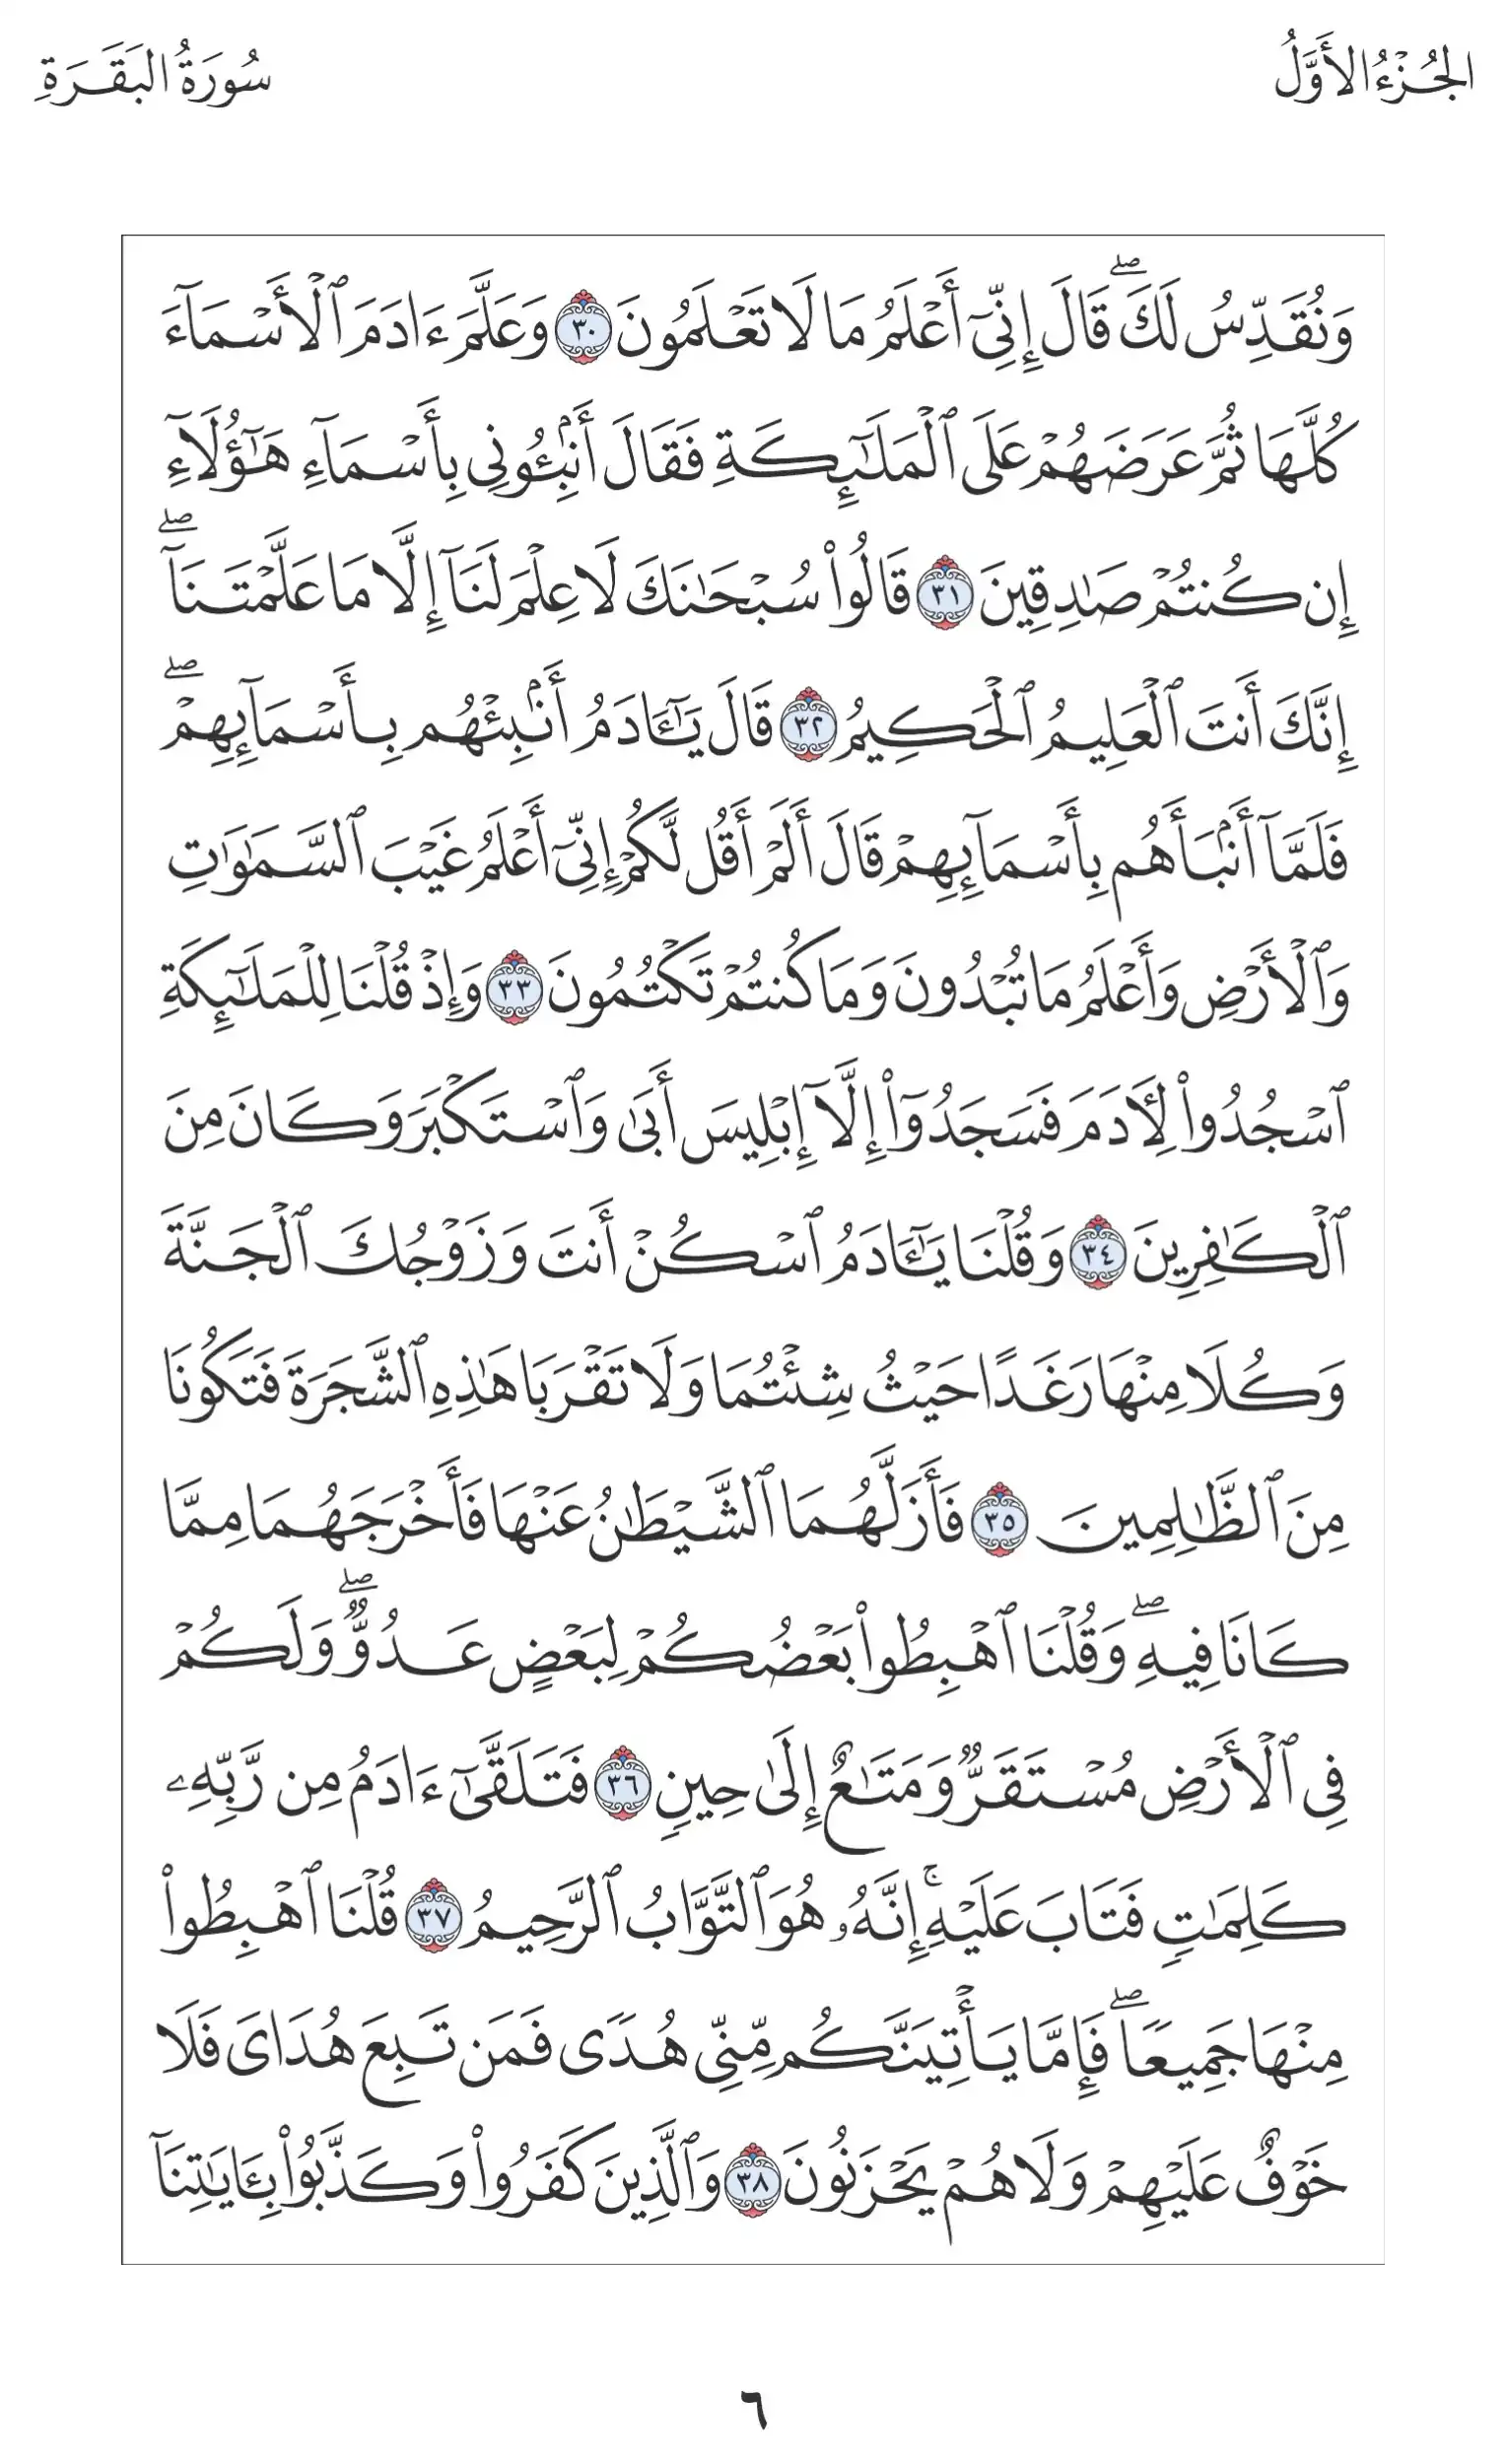 الجُزْءُ الأَوَّلُ
سُورَةُ البَقَرَةِ
وَنُقَدِّسُ لَكَۖ قَالَ إِنِّيٓ أَعۡلَمُ مَا لَا تَعۡلَمُونَ ٣٠ وَعَلَّمَ ءَادَمَ ٱلۡأَسۡمَآءَ
كُلَّهَا ثُمَّ عَرَضَهُمۡ عَلَى ٱلۡمَلَـٰٓئِكَةِ فَقَالَ أَنۢبِـُٔونِي بِأَسۡمَآءِ هَـٰٓؤُلَآءِ
إِن كُنتُمۡ صَـٰدِقِينَ ٣١ قَالُواْ سُبۡحَـٰنَكَ لَا عِلۡمَ لَنَآ إِلَّا مَا عَلَّمۡتَنَآۖ
إِنَّكَ أَنتَ ٱلۡعَلِيمُ ٱلۡحَكِيمُ ٣٢ قَالَ يَـٰٓـَٔادَمُ أَنۢبِئۡهُم بِأَسۡمَآئِهِمۡۖ
فَلَمَّآ أَنۢبَأَهُم بِأَسۡمَآئِهِمۡ قَالَ أَلَمۡ أَقُل لَّكُمۡ إِنِّيٓ أَعۡلَمُ غَيۡبَ ٱلسَّمَـٰوَٰتِ
وَٱلۡأَرۡضِ وَأَعۡلَمُ مَا تُبۡدُونَ وَمَا كُنتُمۡ تَكۡتُمُونَ ٣٣ وَإِذۡ قُلۡنَا لِلۡمَلَـٰٓئِكَةِ
ٱسۡجُدُواْ لِأٓدَمَ فَسَجَدُوٓاْ إِلَّآ إِبۡلِيسَ أَبَىٰ وَٱسۡتَكۡبَرَ وَكَانَ مِنَ
ٱلۡكَـٰفِرِينَ ٣٤ وَقُلۡنَا يَـٰٓـَٔادَمُ ٱسۡكُنۡ أَنتَ وَزَوۡجُكَ ٱلۡجَنَّةَ
وَكُلَا مِنۡهَا رَغَدًا حَيۡثُ شِئۡتُمَا وَلَا تَقۡرَبَا هَـٰذِهِ ٱلشَّجَرَةَ فَتَكُونَا
مِنَ ٱلظَّـٰلِمِينَ ٣٥ فَأَزَلَّهُمَا ٱلشَّيۡطَـٰنُ عَنۡهَا فَأَخۡرَجَهُمَا مِمَّا
كَانَا فِيهِۖ وَقُلۡنَا ٱهۡبِطُواْ بَعۡضُكُمۡ لِبَعۡضٍ عَدُوّٞۖ وَلَكُمۡ
فِي ٱلۡأَرۡضِ مُسۡتَقَرّٞ وَمَتَـٰعٌ إِلَىٰ حِينٖ ٣٦ فَتَلَقَّىٰٓ ءَادَمُ مِن رَّبِّهِۦ
كَلِمَـٰتٖ فَتَابَ عَلَيۡهِۚ إِنَّهُۥ هُوَ ٱلتَّوَّابُ ٱلرَّحِيمُ ٣٧ قُلۡنَا ٱهۡبِطُواْ
مِنۡهَا جَمِيعٗاۖ فَإِمَّا يَأۡتِيَنَّكُم مِّنِّي هُدٗى فَمَن تَبِعَ هُدَايَ فَلَا
خَوۡفٌ عَلَيۡهِمۡ وَلَا هُمۡ يَحۡزَنُونَ ٣٨ وَٱلَّذِينَ كَفَرُواْ وَكَذَّبُواْ بِـَٔايَـٰتِنَآ
٦